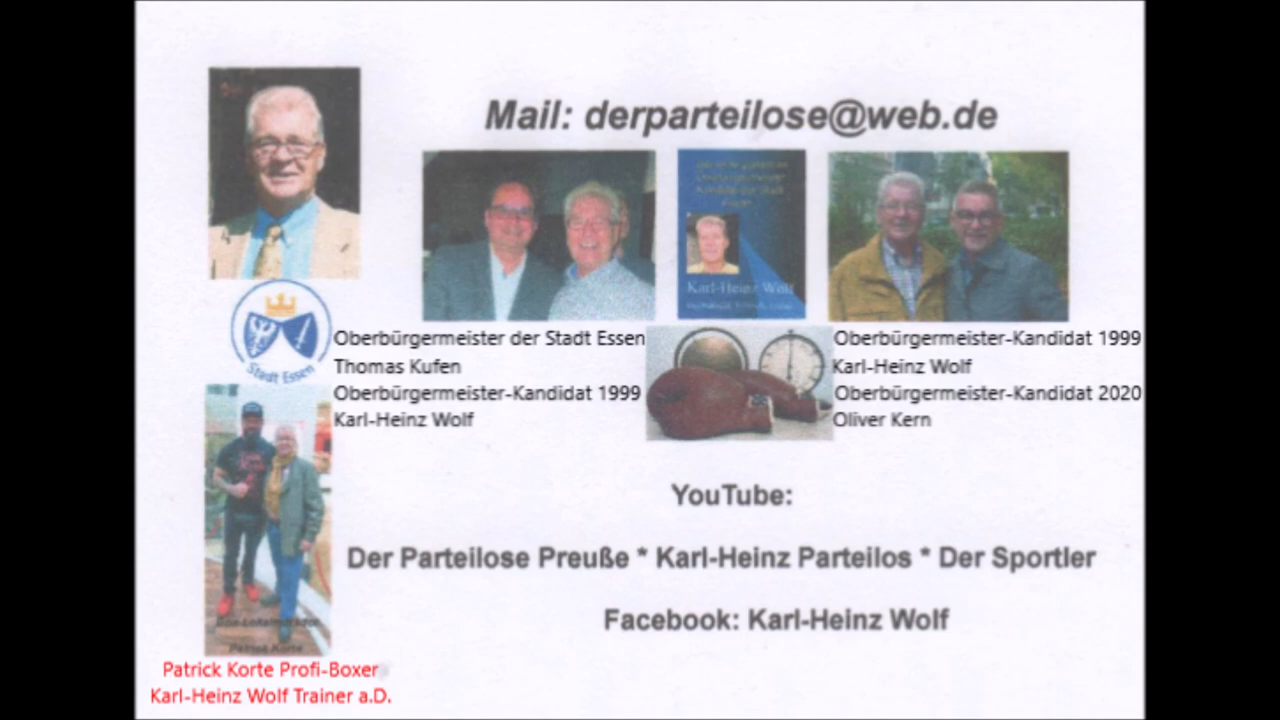 Mail: derparteilose@web.de
Karl-Heinz Wolf
Stadt Essen
Oberbürgermeister der Stadt Essen
Thomas Kufen
Oberbürgermeister-Kandidat 1999
Karl-Heinz Wolf
Oberbürgermeister-Kandidat 1999
Karl-Heinz Wolf
Oberbürgermeister-Kandidat 2020
Oliver Kern
YouTube:
Der Parteilose Preuße * Karl-Heinz Parteilos * Der Sportler
Facebook: Karl-Heinz Wolf
Patrick Korte
Patrick Korte Profi-Boxer
Karl-Heinz Wolf Trainer a.D.